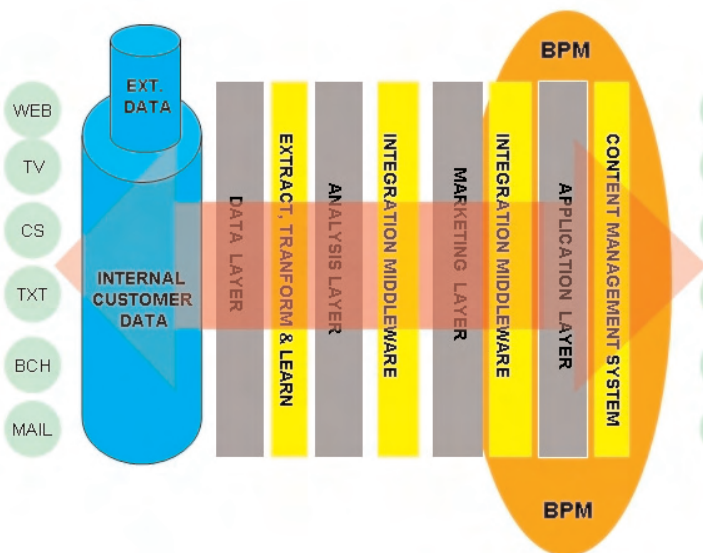 BPM
EXT.
DATA
WEB
TV
CS
TXT
BCH
MAIL
INTERNAL
CUSTOMER
DATA
DATA LAYER
EXTRACT, TRANFORM & LEARN
ANALYSIS LAYER
INTEGRATION MIDDLEWARE
MARKETING LAYER
INTEGRATION MIDDLEWARE
APPLICATION LAYER
CONTENT MANAGEMENT SYSTEM
BPM